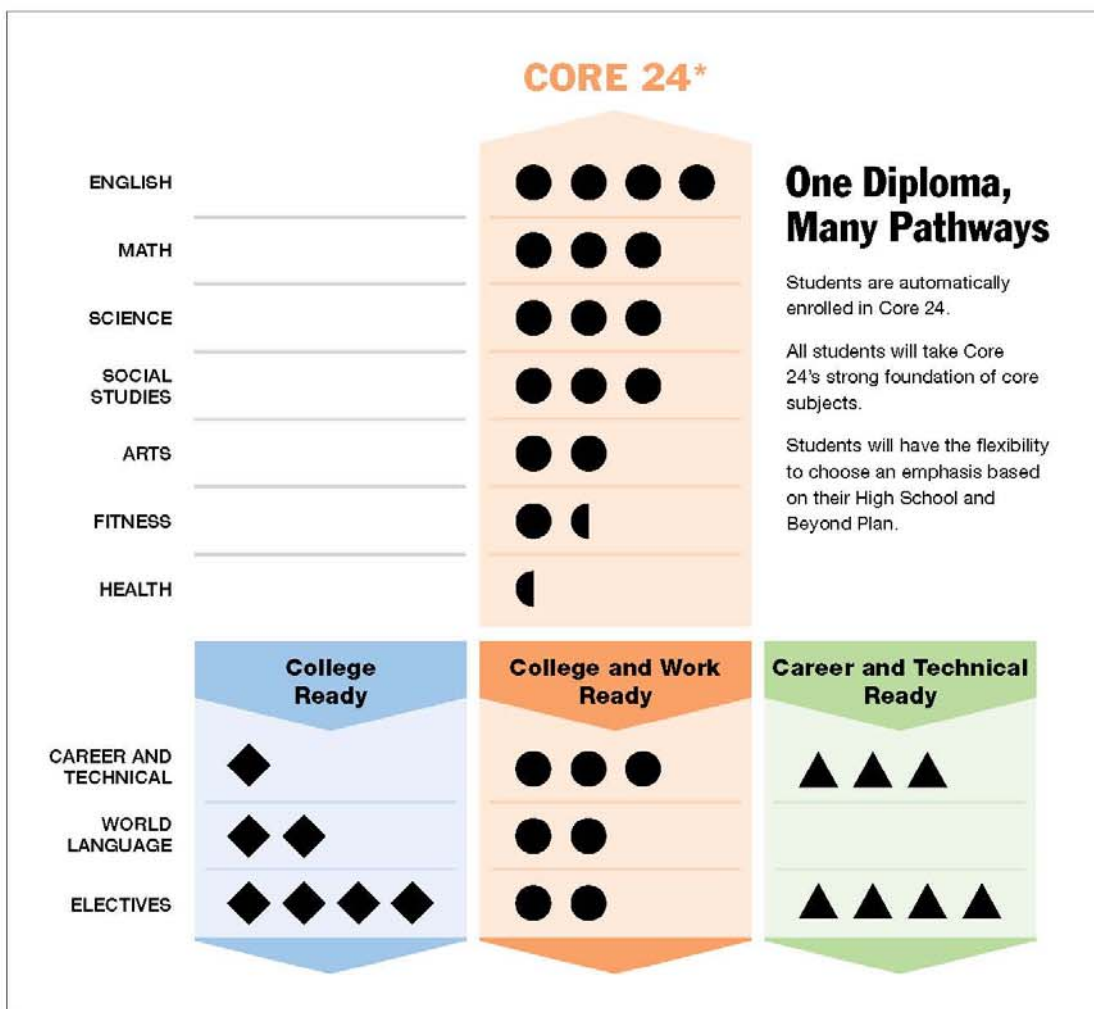 CORE 24*
ENGLISH
MATH
SCIENCE
SOCIAL
STUDIES
ARTS
FITNESS
HEALTH
One Diploma,
Many Pathways
Students are automatically
enrolled in Core 24.
All students will take Core
24's strong foundation of core
subjects.
Students will have the flexibility
to choose an emphasis based
on their High School and
Beyond Plan.
College
Ready
College and Work
Ready
Career and Technical
Ready
CAREER AND
TECHNICAL
WORLD
LANGUAGE
ELECTIVES